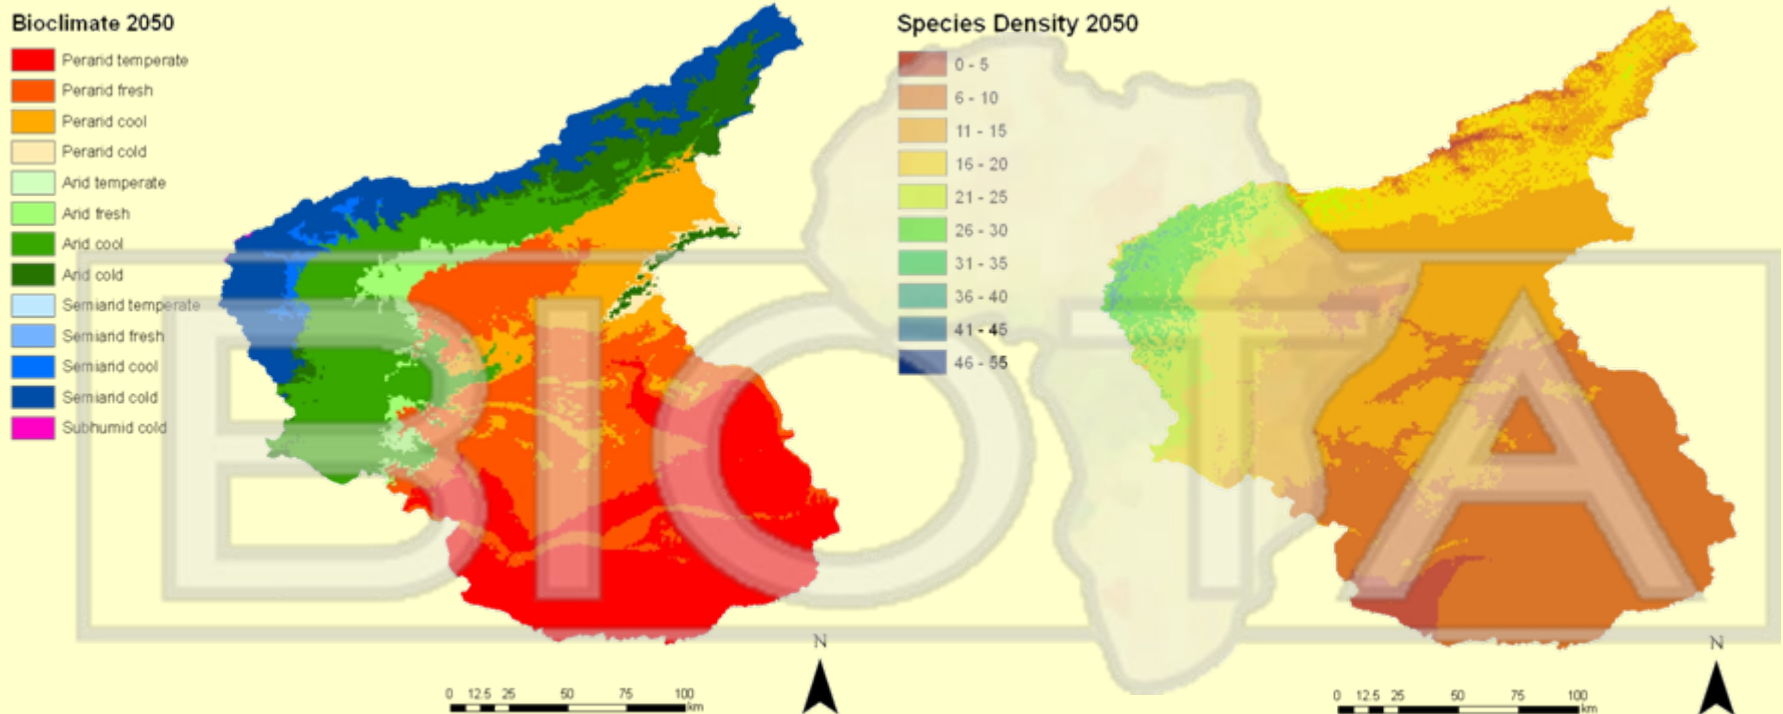 Bioclimate 2050
Perarid temperate
Perarid fresh
Perarid cool
Perarid cold
Arid temperate
Arid fresh
Arid cool
Arid cold
Semiarid temperate
Semiarid fresh
Semiarid cool
Semiarid cold
Subhumid cold
N
0 12.5 25 50 75 100
km
Species Density 2050
0 - 5
6 - 10
11 - 15
16 - 20
21 - 25
26 - 30
31 - 35
36 - 40
41 - 45
46 - 55
N
0 12.5 25 50 75 100
km
BIOTA